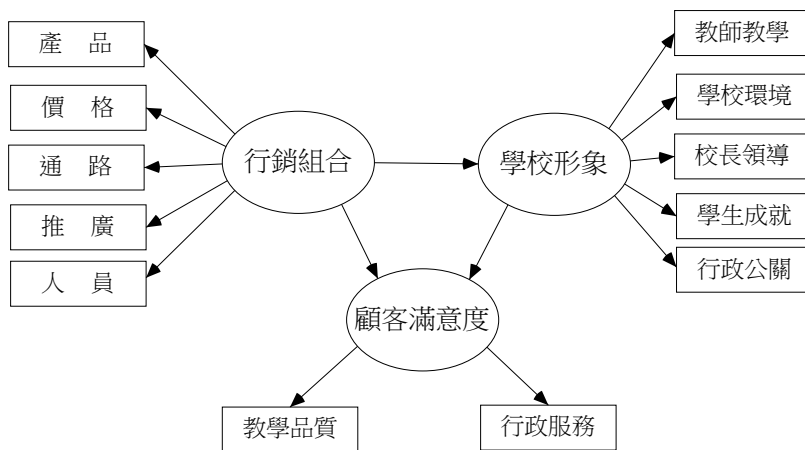 產 品
價 格
通 路
推 廣
人 員
行銷組合
學校形象
教師教學
學校環境
校長領導
學生成就
行政公關
顧客滿意度
教學品質
行政服務